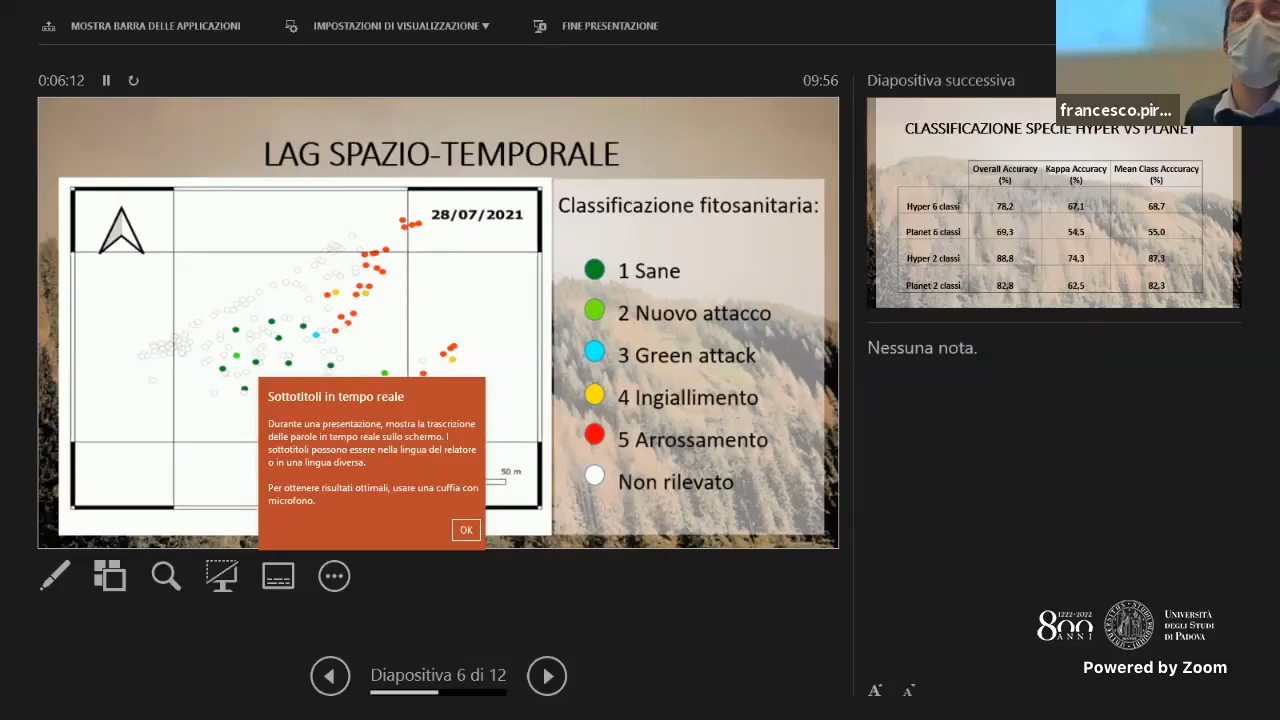 MOSTRA BARRA DELLE APPLICAZIONI
IMPOSTAZIONI DI VISUALIZZAZIONE ▼
FINE PRESENTAZIONE
0:06:12
09:56
Diapositiva successiva
francesco.pir...
LAG SPAZIO-TEMPORALE
28/07/2021
50 m
Classificazione fitosanitaria:
1 Sane
2 Nuovo attacco
3 Green attack
4 Ingiallimento
5 Arrossamento
Non rilevato
Sottotitoli in tempo reale
Durante una presentazione, mostra la trascrizione
delle parole in tempo reale sullo schermo. I
sottotitoli possono essere nella lingua del relatore
o in una lingua diversa.
Per ottenere risultati ottimali, usare una cuffia con
microfono.
OK
CLASSIFICAZIONE SPECIE HYPER VS PLANET
Overall Accuracy (%) Kappa Accuracy (%) Mean Class Acccuracy (%)
Hyper 6 classi 78,2 67,1 68,7
Planet 6 classi 69,3 54,5 55,0
Hyper 2 classi 88,8 74,3 87,3
Planet 2 classi 82,8 62,5 82,3
Nessuna nota.
Diapositiva 6 di 12
1222-2022
800
ANNI
UNIVERSITÀ
DEGLI STUDI
DI PADOVA
Powered by Zoom
A A